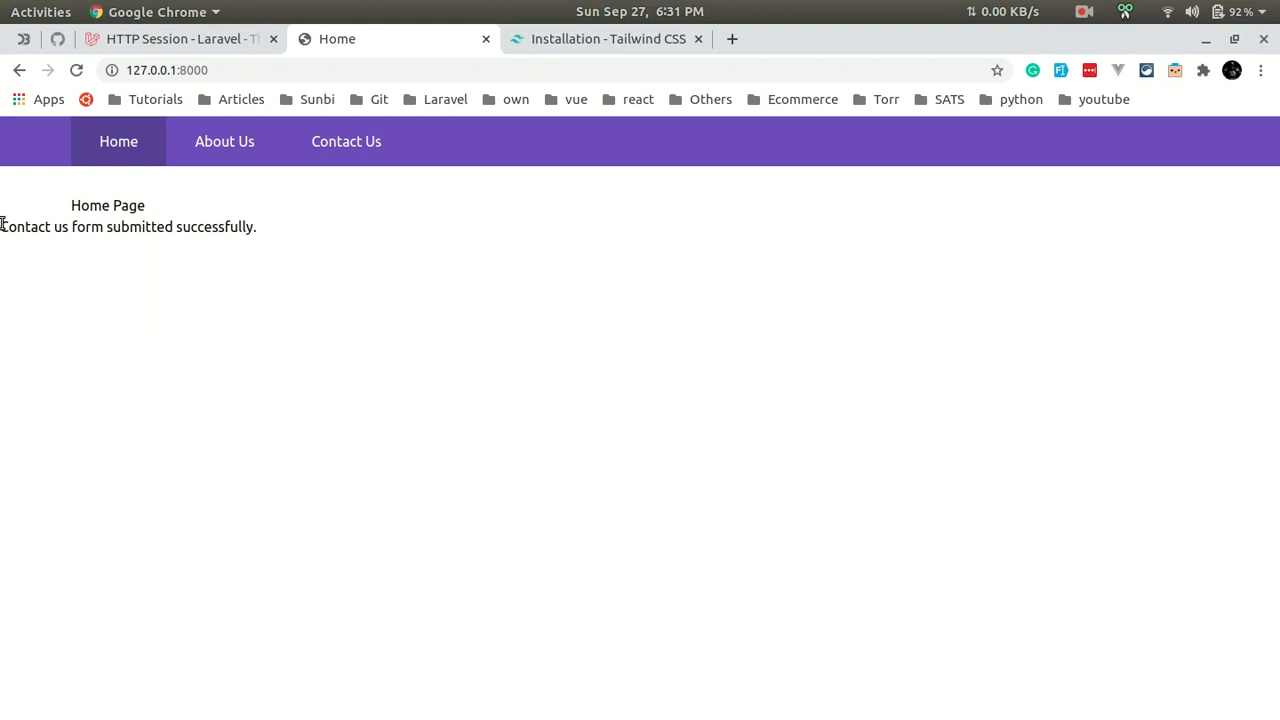 Activities Google Chrome Sun Sep 27, 6:31 PM 0.00 KB/s 92%
HTTP Session - Laravel - Th Home Installation - Tailwind CSS
127.0.0.1:8000
Apps Tutorials Articles Sunbi Git Laravel own vue react Others Ecommerce Torr SATS python youtube
Home About Us Contact Us
Home Page
Contact us form submitted successfully.